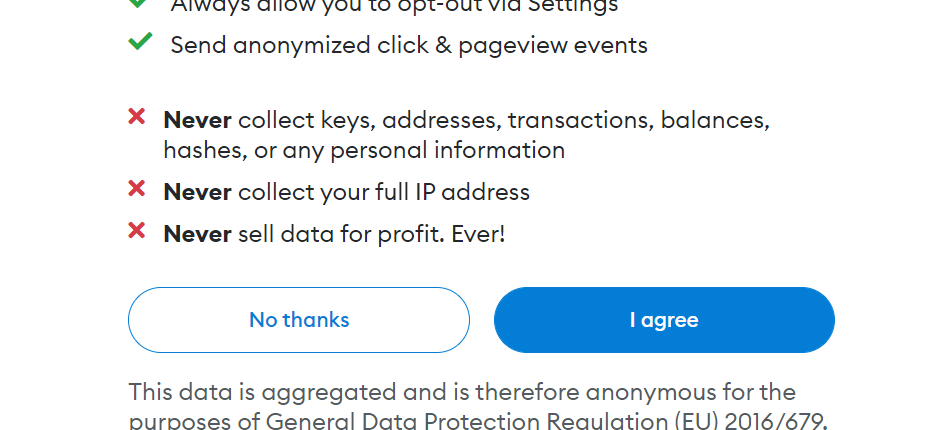 Always allow you to opt-out via Settings
Send anonymized click & pageview events
Never collect keys, addresses, transactions, balances,
hashes, or any personal information
Never collect your full IP address
Never sell data for profit. Ever!
No thanks
I agree
This data is aggregated and is therefore anonymous for the
purposes of General Data Protection Regulation (EU) 2016/679.